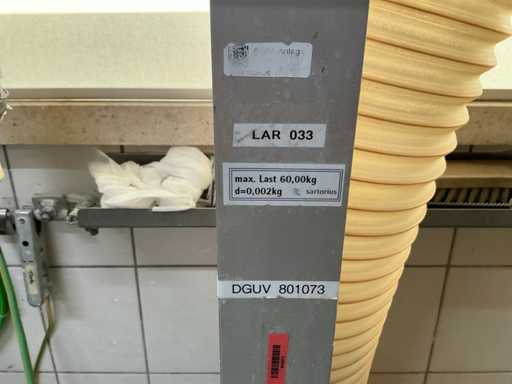 LAR 033
max. Last 60,00kg
d=0,002kg sartorius
DGUV 801073